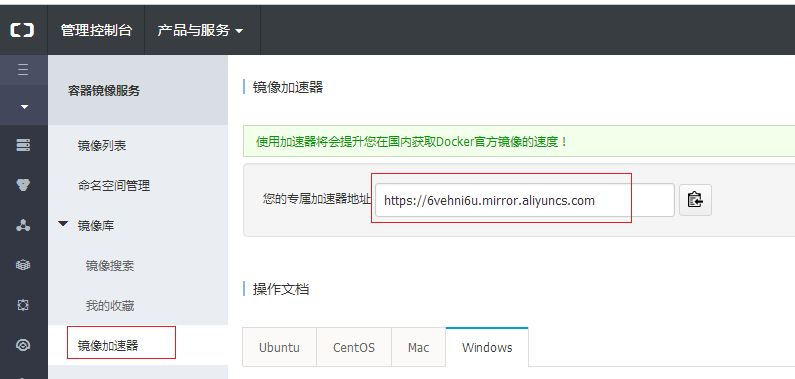 管理控制台 产品与服务
容器镜像服务
镜像列表
命名空间管理
镜像库
镜像搜索
我的收藏
镜像加速器
镜像加速器
使用加速器将会提升您在国内获取Docker官方镜像的速度！
您的专属加速器地址 https://6vehni6u.mirror.aliyuncs.com
操作文档
Ubuntu CentOS Mac Windows